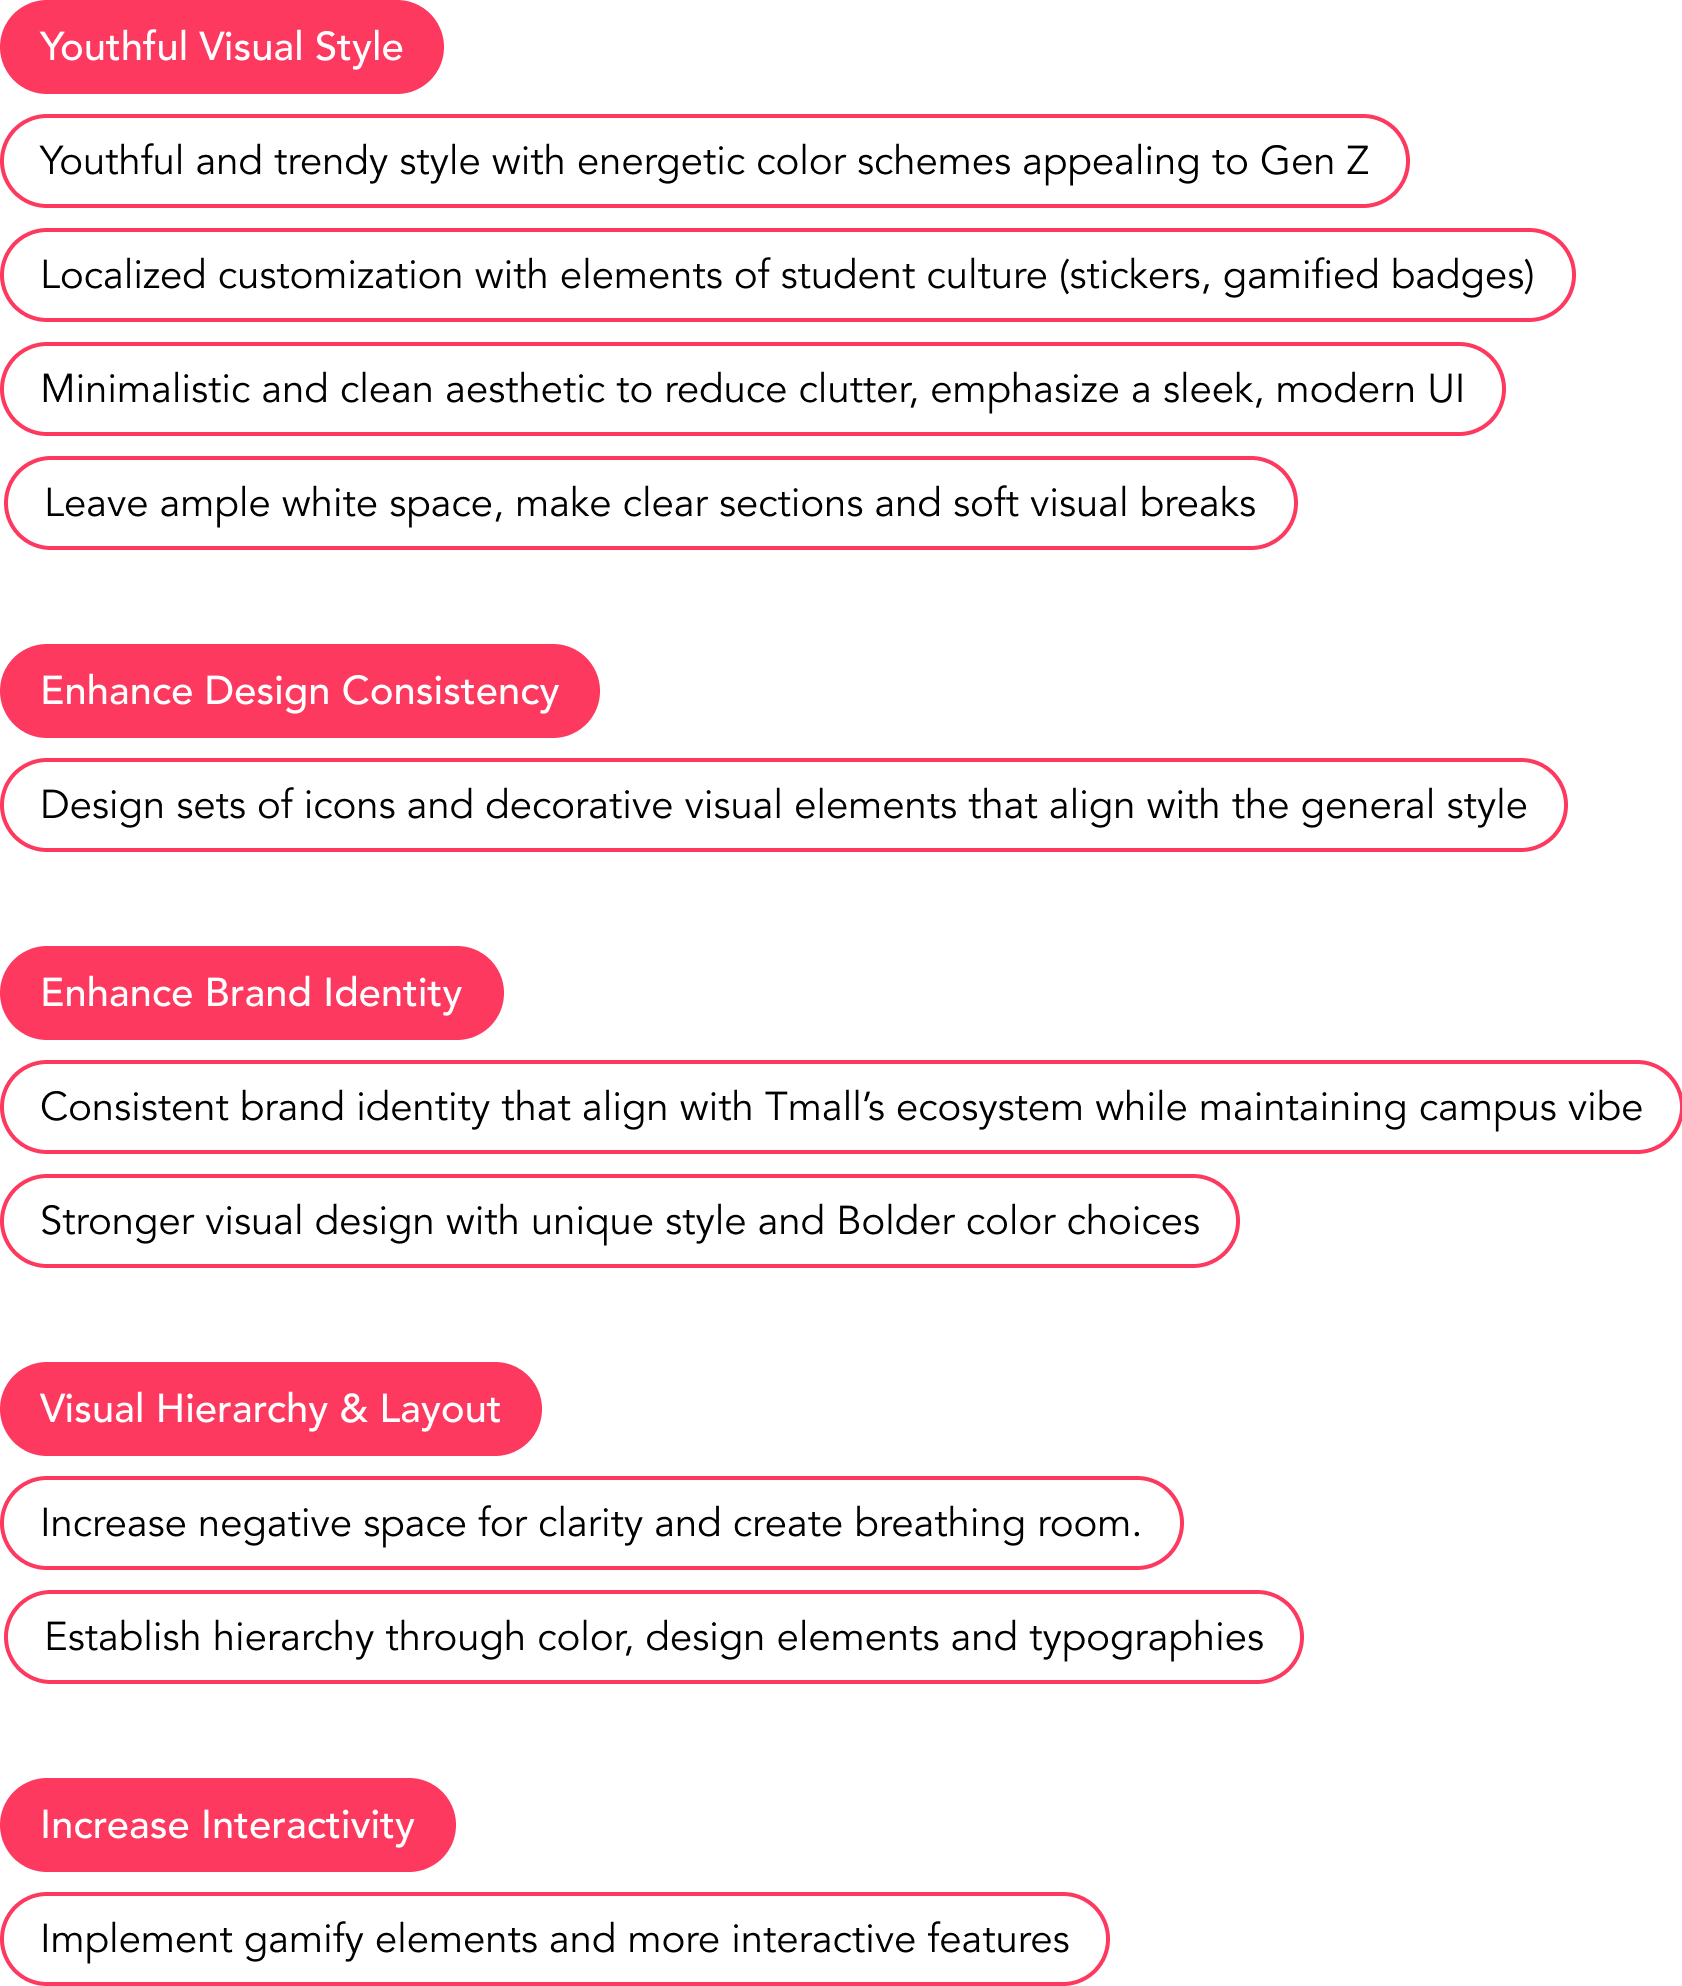 Youthful Visual Style
Youthful and trendy style with energetic color schemes appealing to Gen Z
Localized customization with elements of student culture (stickers, gamified badges)
Minimalistic and clean aesthetic to reduce clutter, emphasize a sleek, modern UI
Leave ample white space, make clear sections and soft visual breaks
Enhance Design Consistency
Design sets of icons and decorative visual elements that align with the general style
Enhance Brand Identity
Consistent brand identity that align with Tmall’s ecosystem while maintaining campus vibe
Stronger visual design with unique style and Bolder color choices
Visual Hierarchy & Layout
Increase negative space for clarity and create breathing room.
Establish hierarchy through color, design elements and typographies
Increase Interactivity
Implement gamify elements and more interactive features